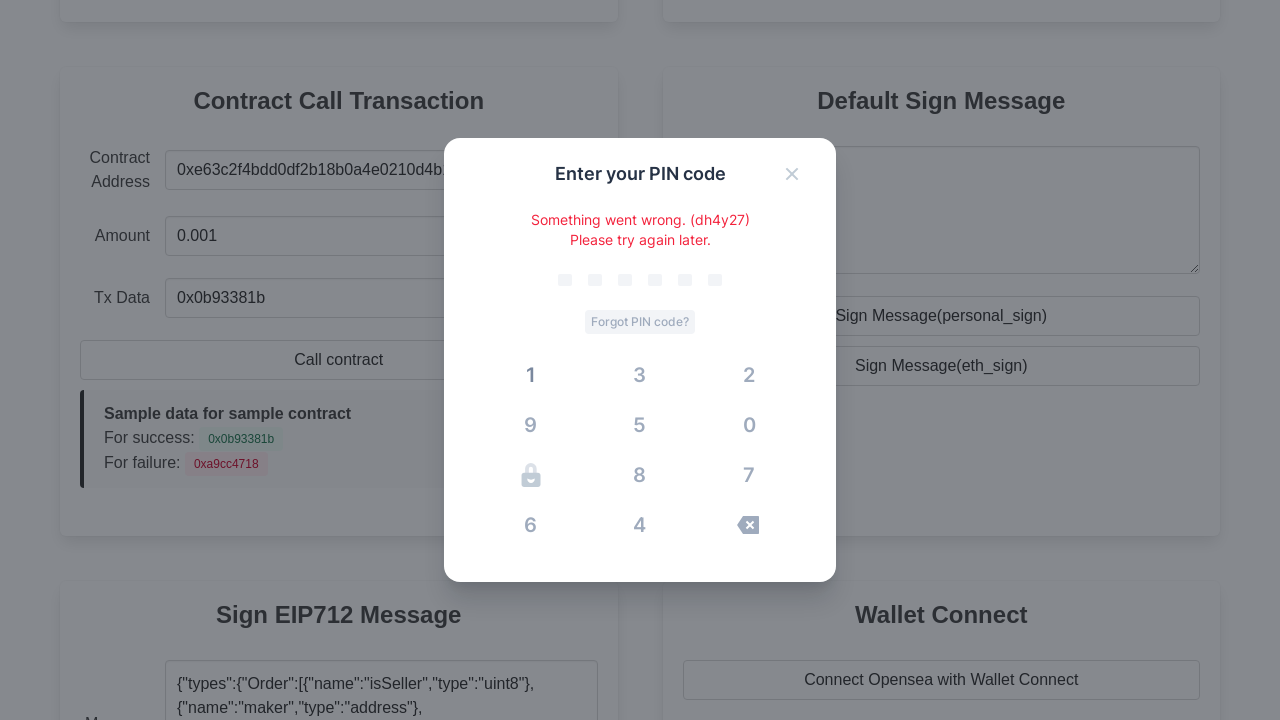 Contract Call Transaction
Default Sign Message
Contract Address
0xe63c2f4bdd0df2b18b0a4e0210d4b
Amount
0.001
Tx Data
0x0b93381b
Call contract
Sample data for sample contract
For success: 0x0b93381b
For failure: 0xa9cc4718
Enter your PIN code
Something went wrong. (dh4y27)
Please try again later.
Forgot PIN code?
1 3 2
9 5 0
8 7
6 4
Sign Message(personal_sign)
Sign Message(eth_sign)
Sign EIP712 Message
{"types":{"Order":[{"name":"isSeller","type":"uint8"},
{"name":"maker","type":"address"},
Wallet Connect
Connect Opensea with Wallet Connect